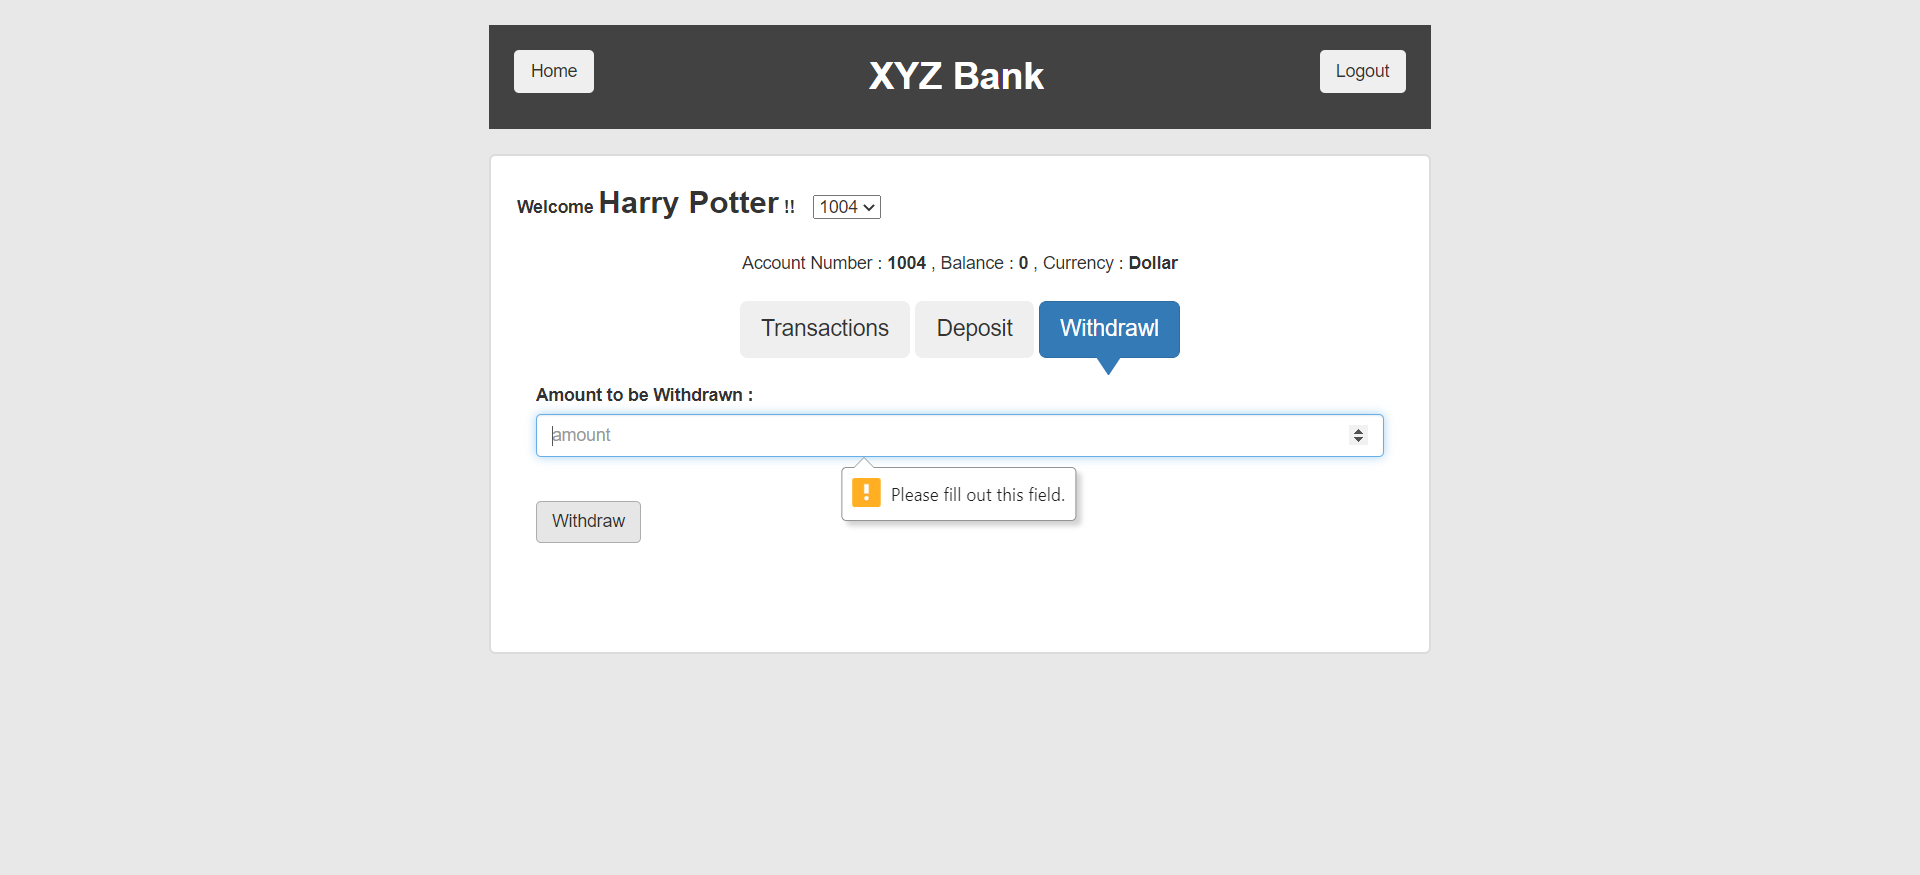 Home
XYZ Bank
Logout
Welcome Harry Potter !! 1004
Account Number : 1004 , Balance : 0 , Currency : Dollar
Transactions Deposit Withdrawl
Amount to be Withdrawn :
amount
Please fill out this field.
Withdraw